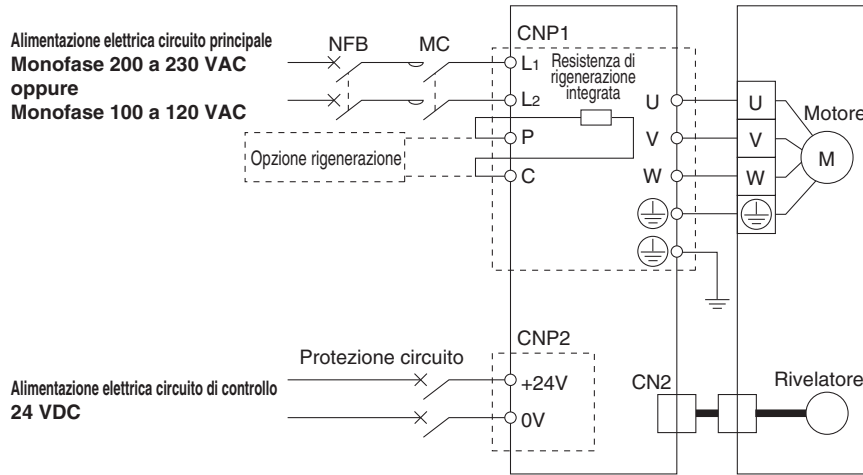 Alimentazione elettrica circuito principale
Monofase 200 a 230 VAC
oppure
Monofase 100 a 120 VAC
NFB
MC
CNP1
L1
L2
P
C
Resistenza di
rigenerazione
integrata
Opzione rigenerazione
U
V
W
U
V
W
Motore
M
CNP2
Protezione circuito
Alimentazione elettrica circuito di controllo
24 VDC
+24V
0V
CN2
Rivelatore